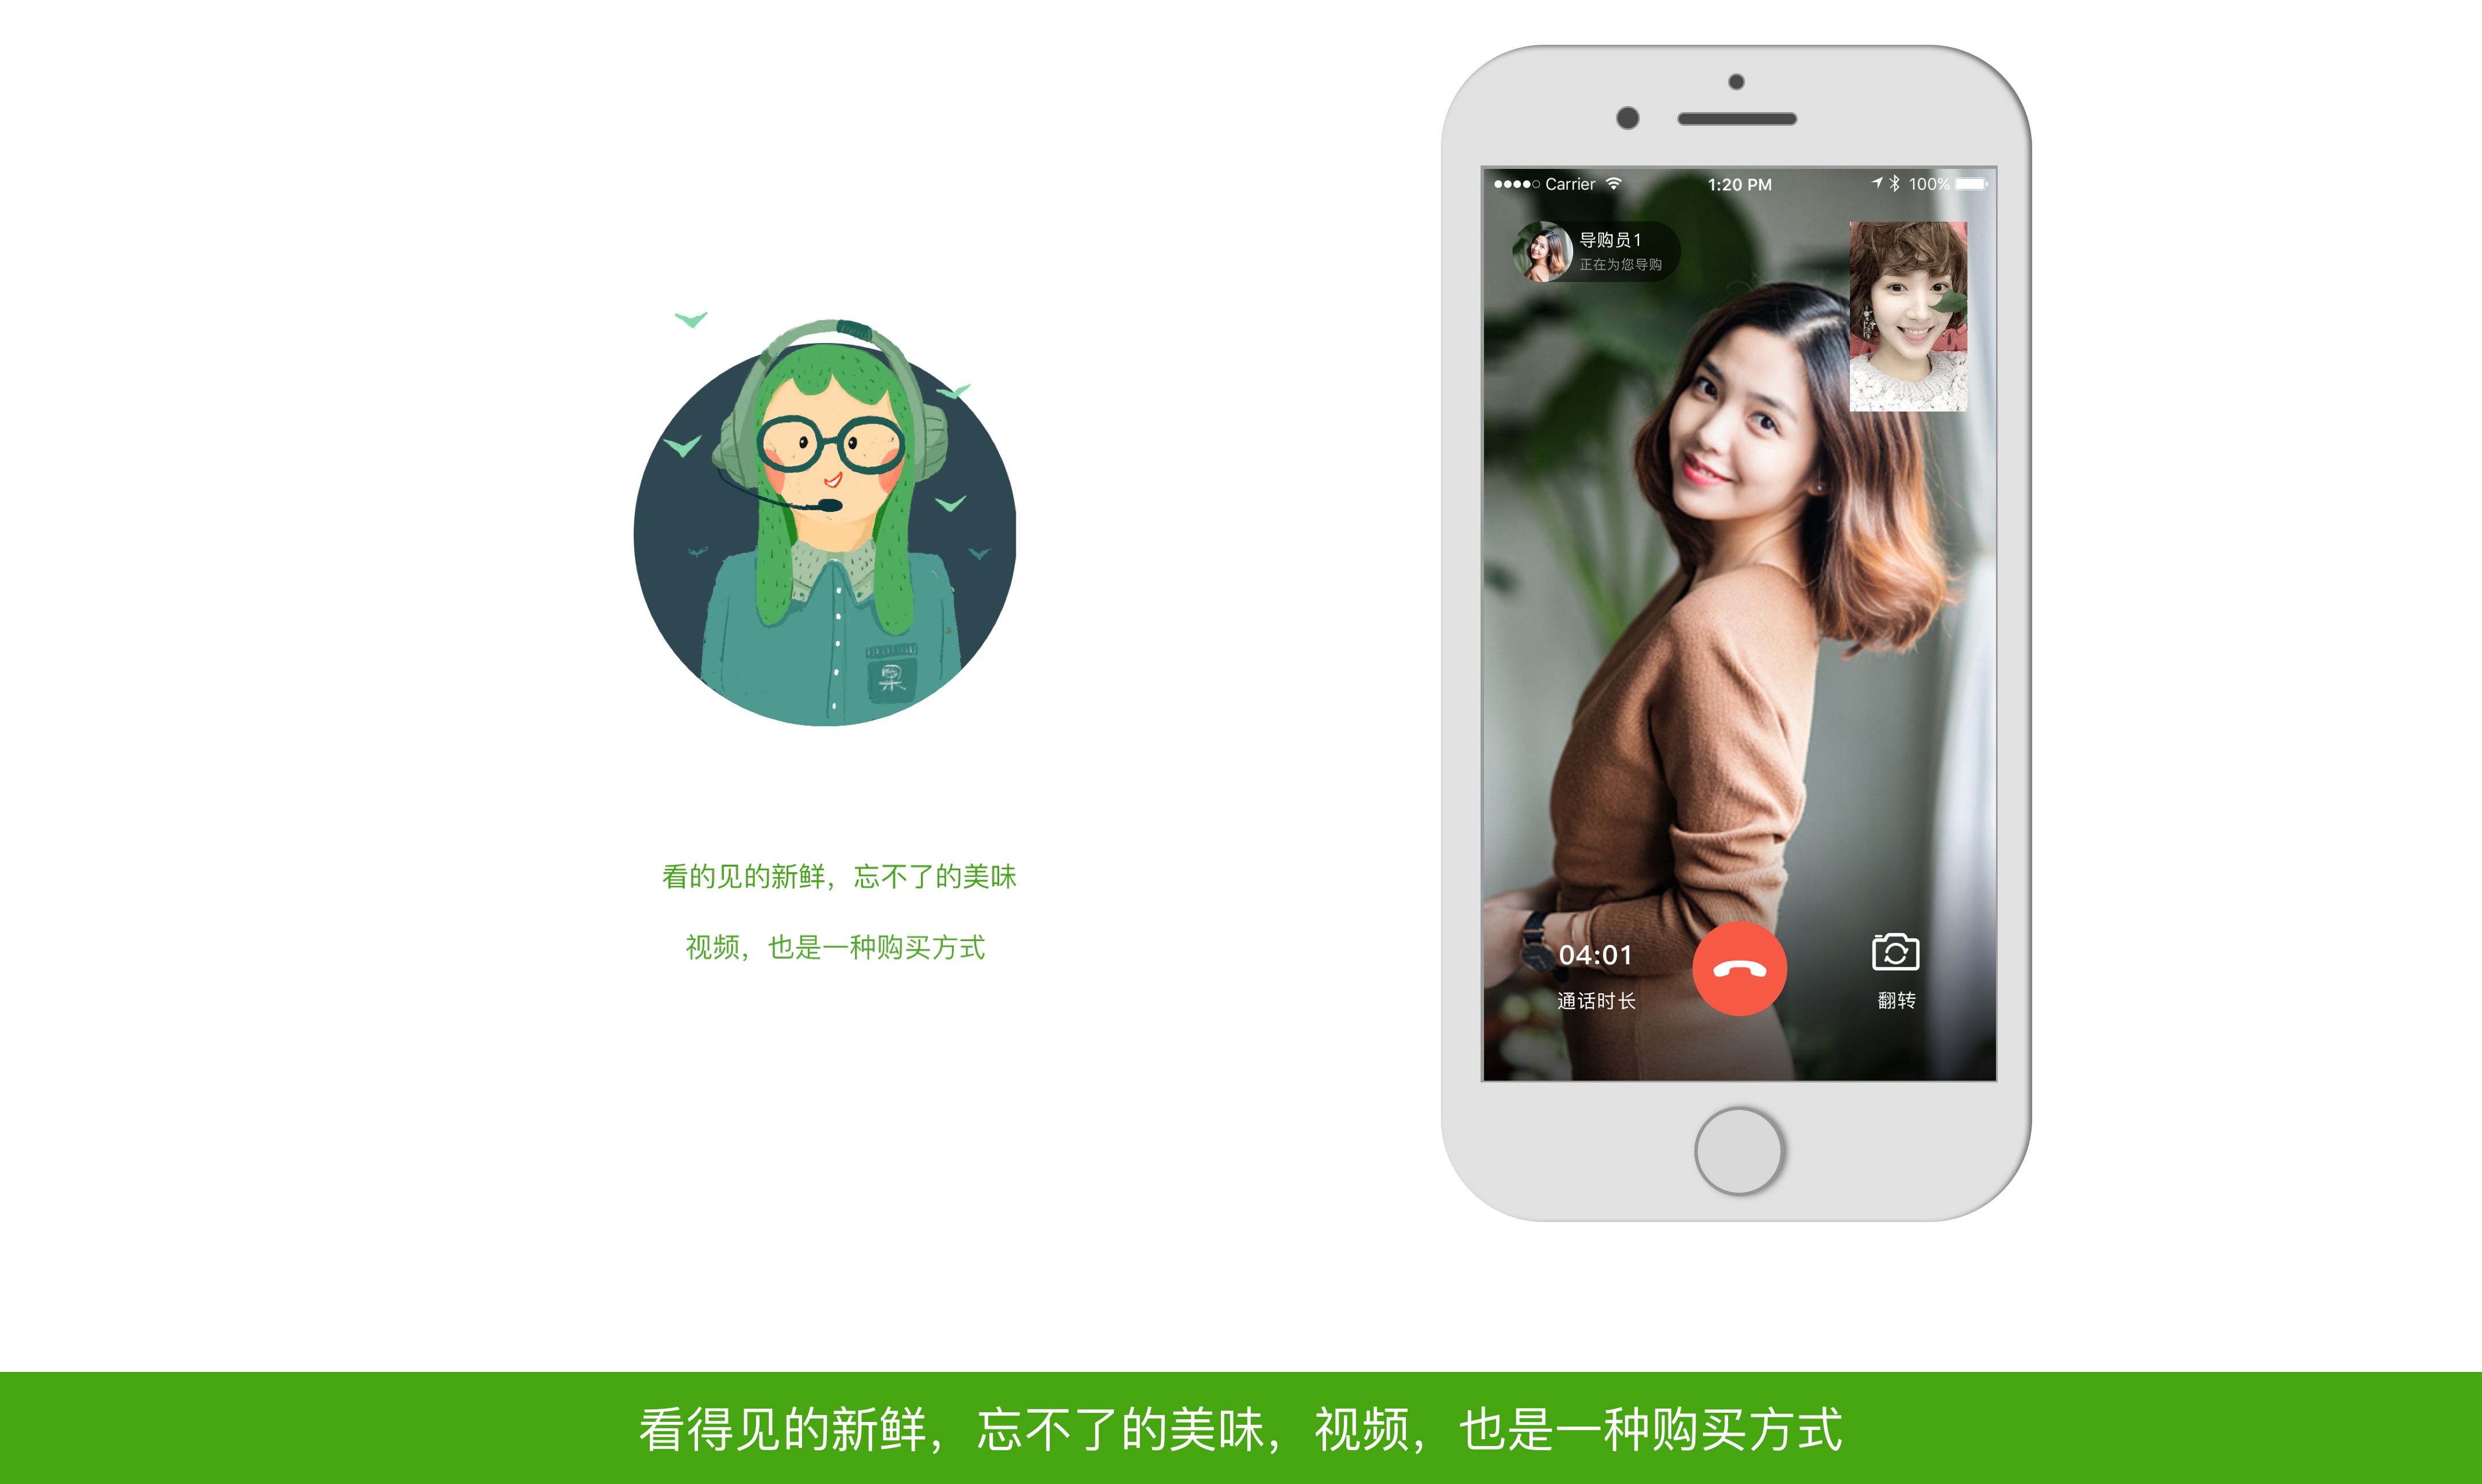 果
看的见的新鲜，忘不了的美味
视频，也是一种购买方式
Carrier
1:20 PM
100%
导购员1
正在为您导购
04:01
通话时长
翻转
看得见的新鲜，忘不了的美味，视频，也是一种购买方式